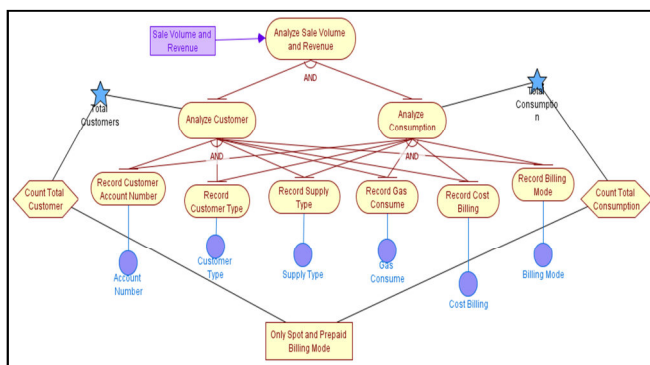 Sale Volume and
Revenue
Analyze Sale Volume
and Revenue
AND
Total
Customers
Total
Consumptio
n
Analyze Customer
Analyze
Consumption
AND
AND
Count Total
Customer
Record Customer
Account Number
Record
Customer Type
Record Supply
Type
Record Gas
Consume
Record Cost
Billing
Record Billing
Mode
Count Total
Consumption
Account
Number
Customer
Type
Supply Type
Gas
Consume
Cost Billing
Billing Mode
Only Spot and Prepaid
Billing Mode